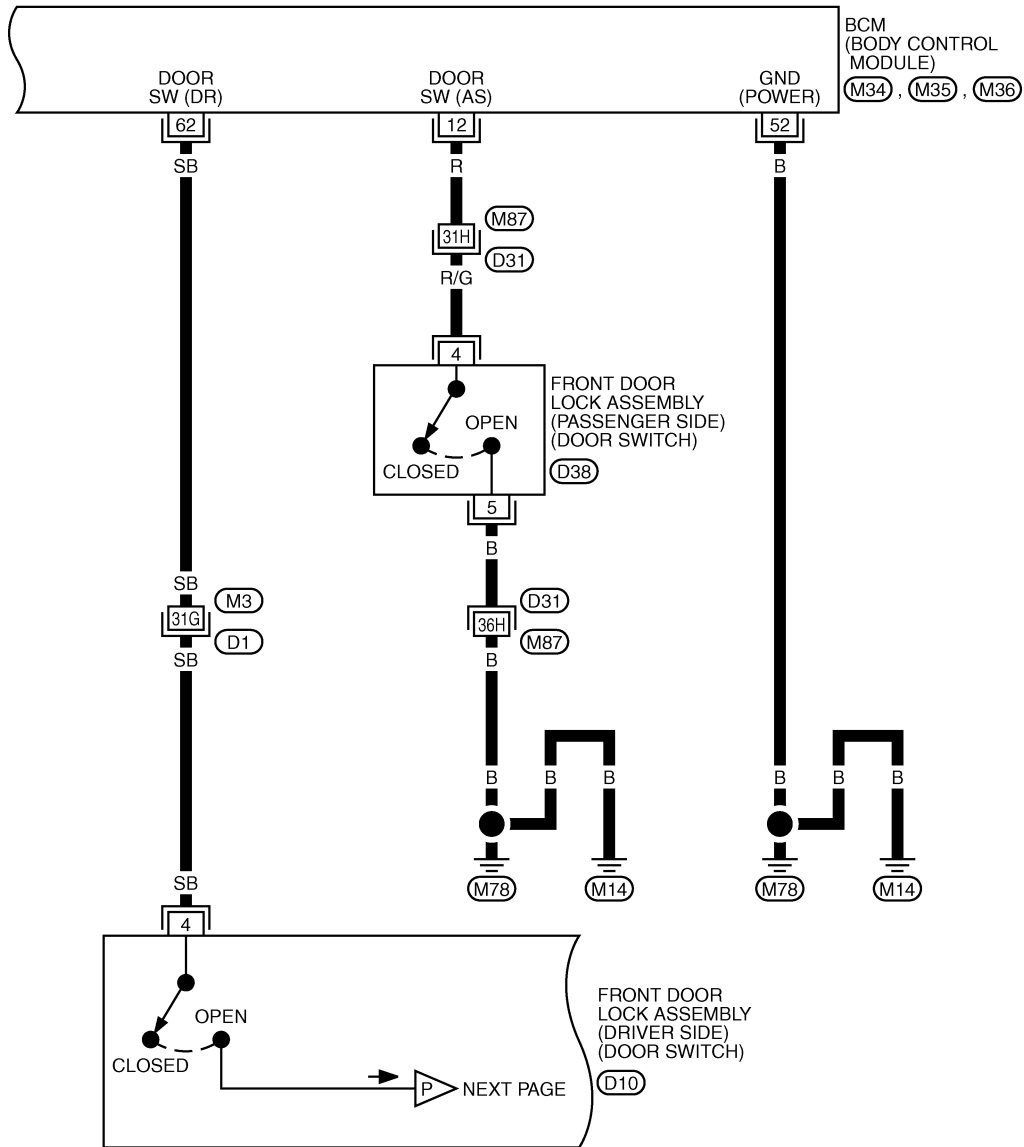 BCM
(BODY CONTROL
MODULE)
M34 , M35 , M36
DOOR
SW (DR)
DOOR
SW (AS)
GND
(POWER)
62
12
52
SB
R
B
31H
M87
D31
R/G
4
FRONT DOOR
LOCK ASSEMBLY
(PASSENGER SIDE)
(DOOR SWITCH)
D38
OPEN
CLOSED
5
B
SB
31G
M3
D1
SB
D31
36H
M87
B
B
B
B
B
B
B
M78
M14
M78
M14
SB
4
OPEN
CLOSED
P
NEXT PAGE
FRONT DOOR
LOCK ASSEMBLY
(DRIVER SIDE)
(DOOR SWITCH)
D10